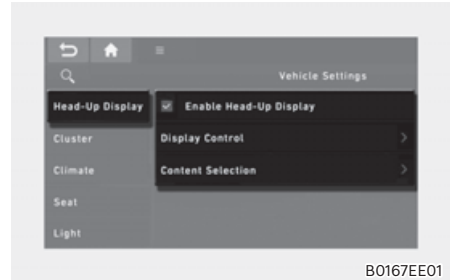 Vehicle Settings
Head-Up Display
Enable Head-Up Display
Cluster
Display Control
Climate
Content Selection
Seat
Light
B0167EE01